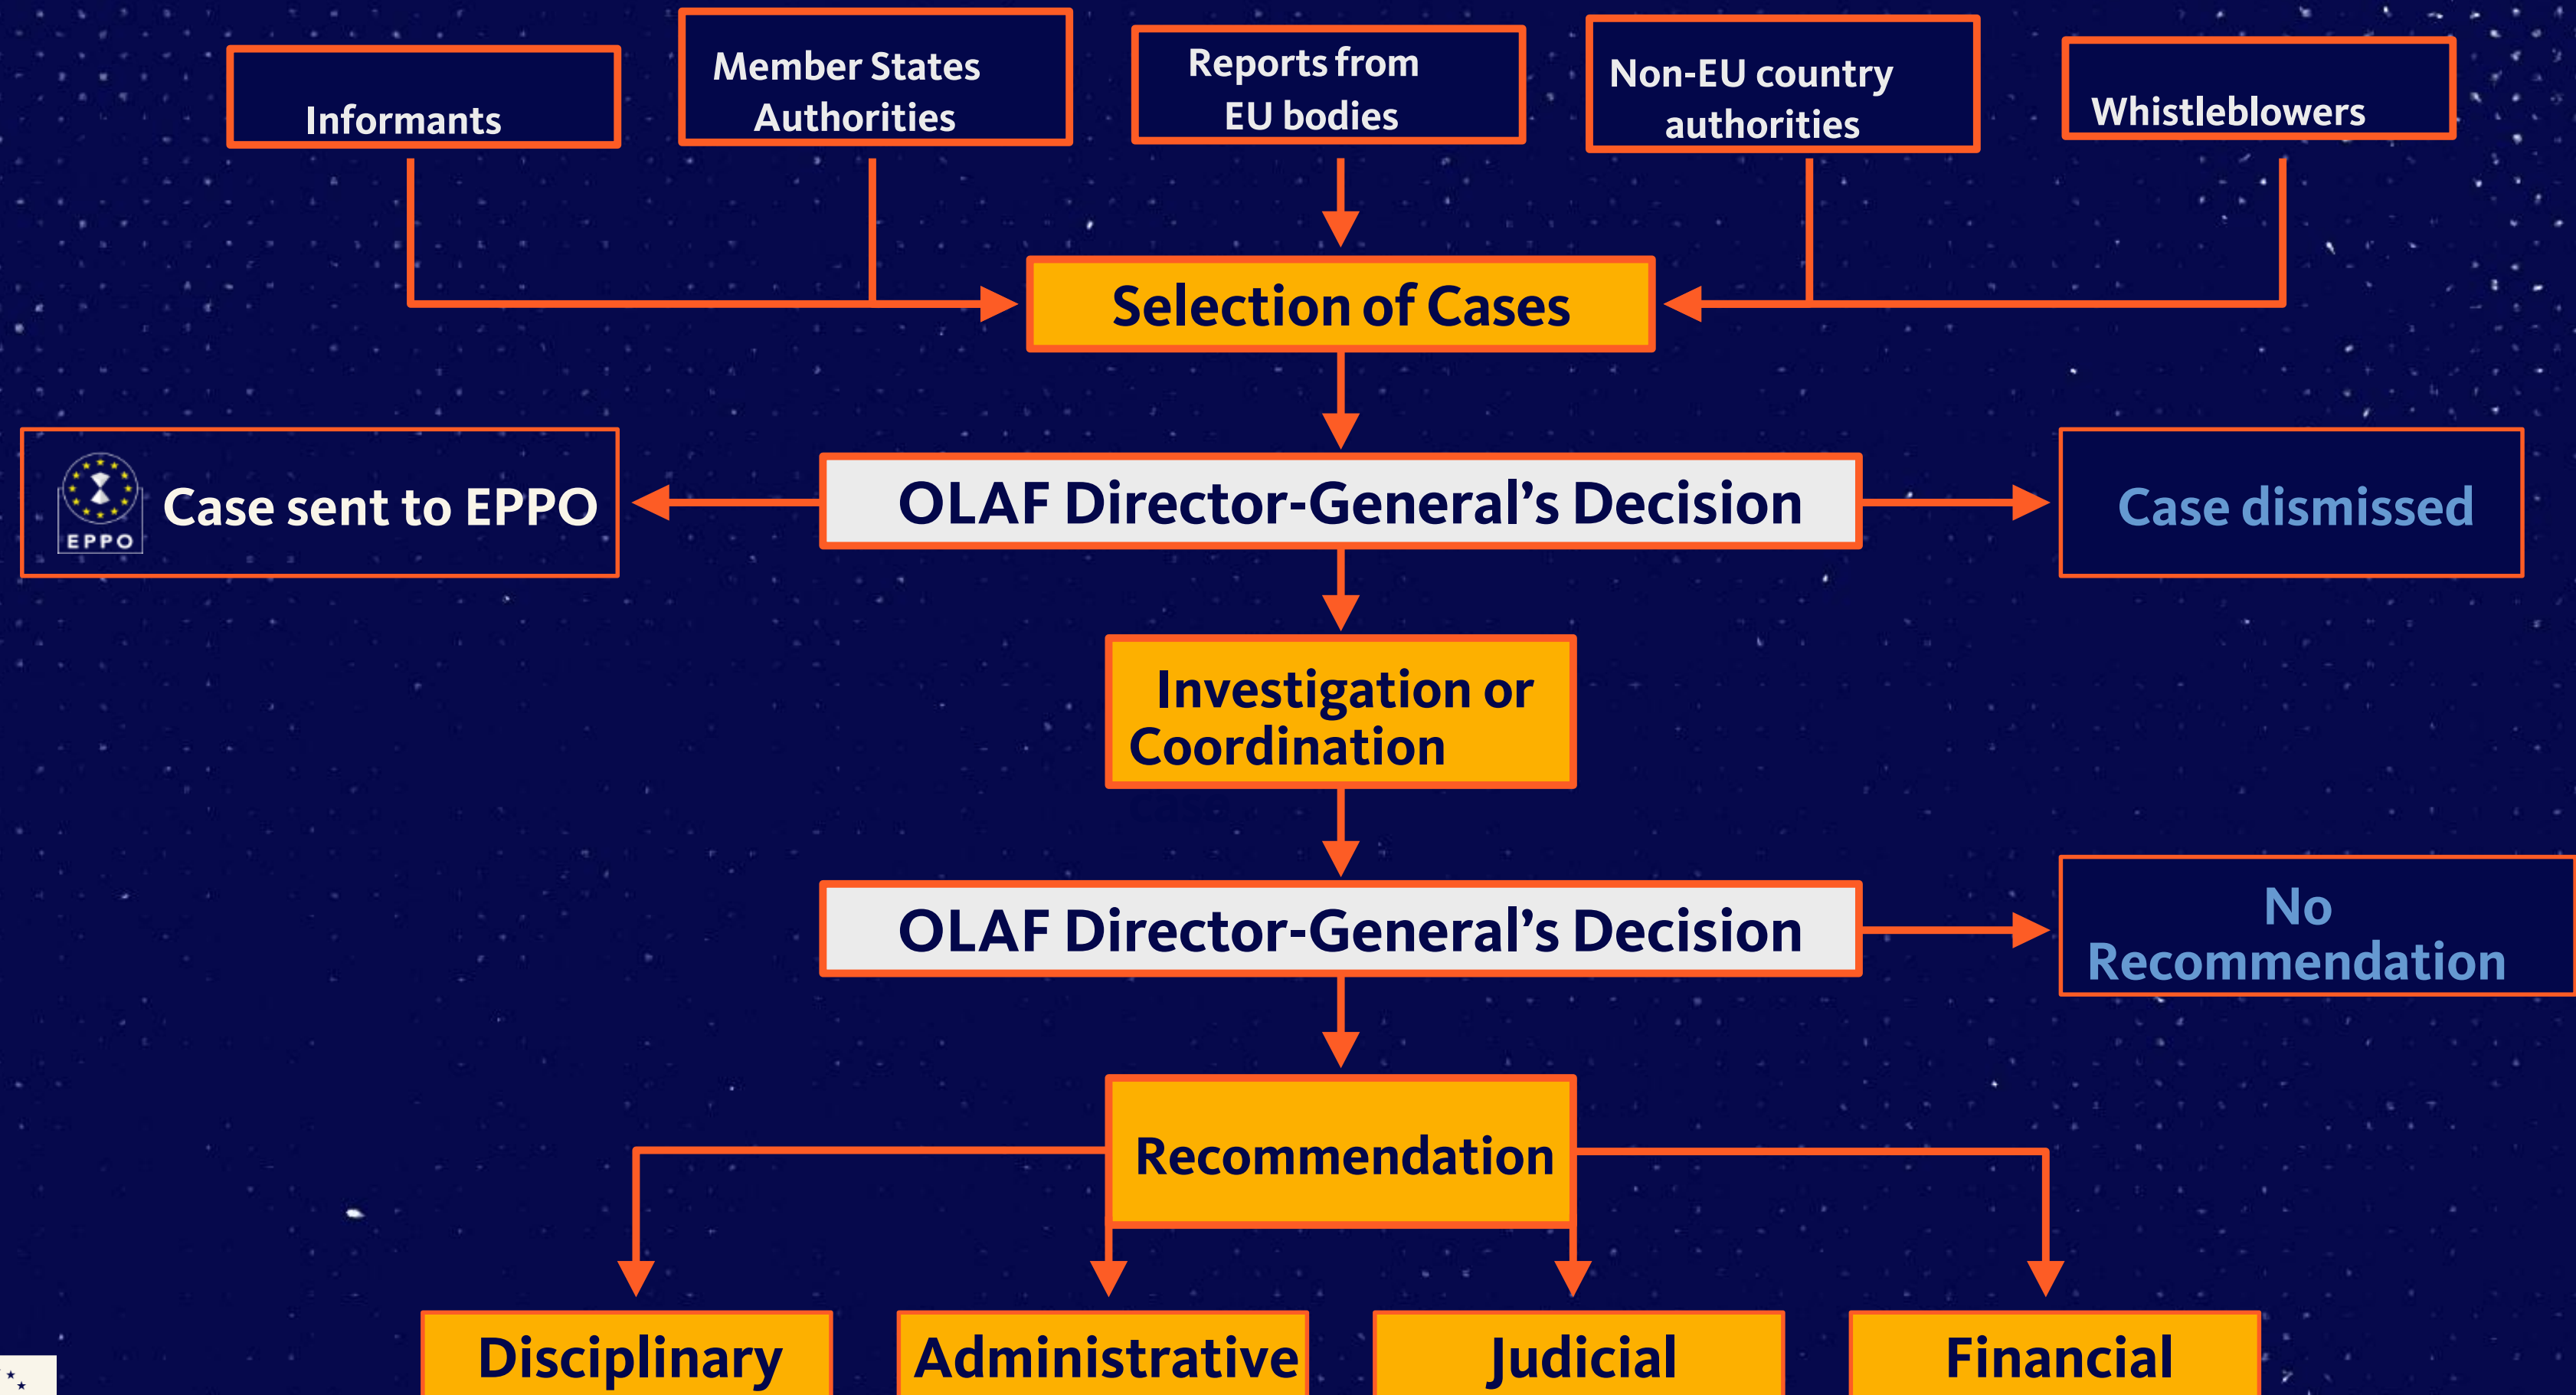 Informants
Member States
Authorities
Reports from
EU bodies
Non-EU country
authorities
Whistleblowers
Selection of Cases
EPPO
Case sent to EPPO
OLAF Director-General’s Decision
Case dismissed
Investigation or
Coordination
case
OLAF Director-General’s Decision
No
Recommendation
Recommendation
Disciplinary
Administrative
Judicial
Financial